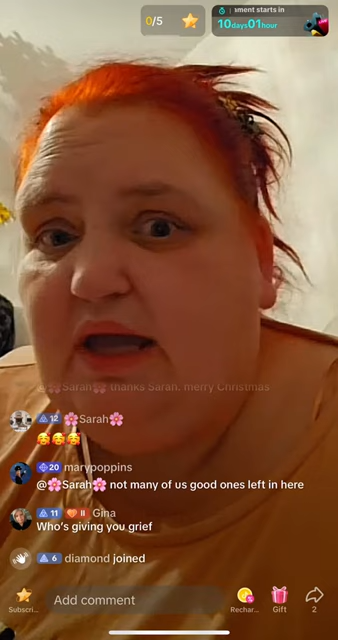 0/5
ment starts in
10days01hour
@🌸Sarah🌸 thanks Sarah. merry Christmas
12 🌸Sarah🌸
🥰🥰🥰
20 marypoppins
@🌸Sarah🌸 not many of us good ones left in here
11 II Gina
Who's giving you grief
6 diamond joined
Subscri...
Add comment
Rechar...
Gift
2